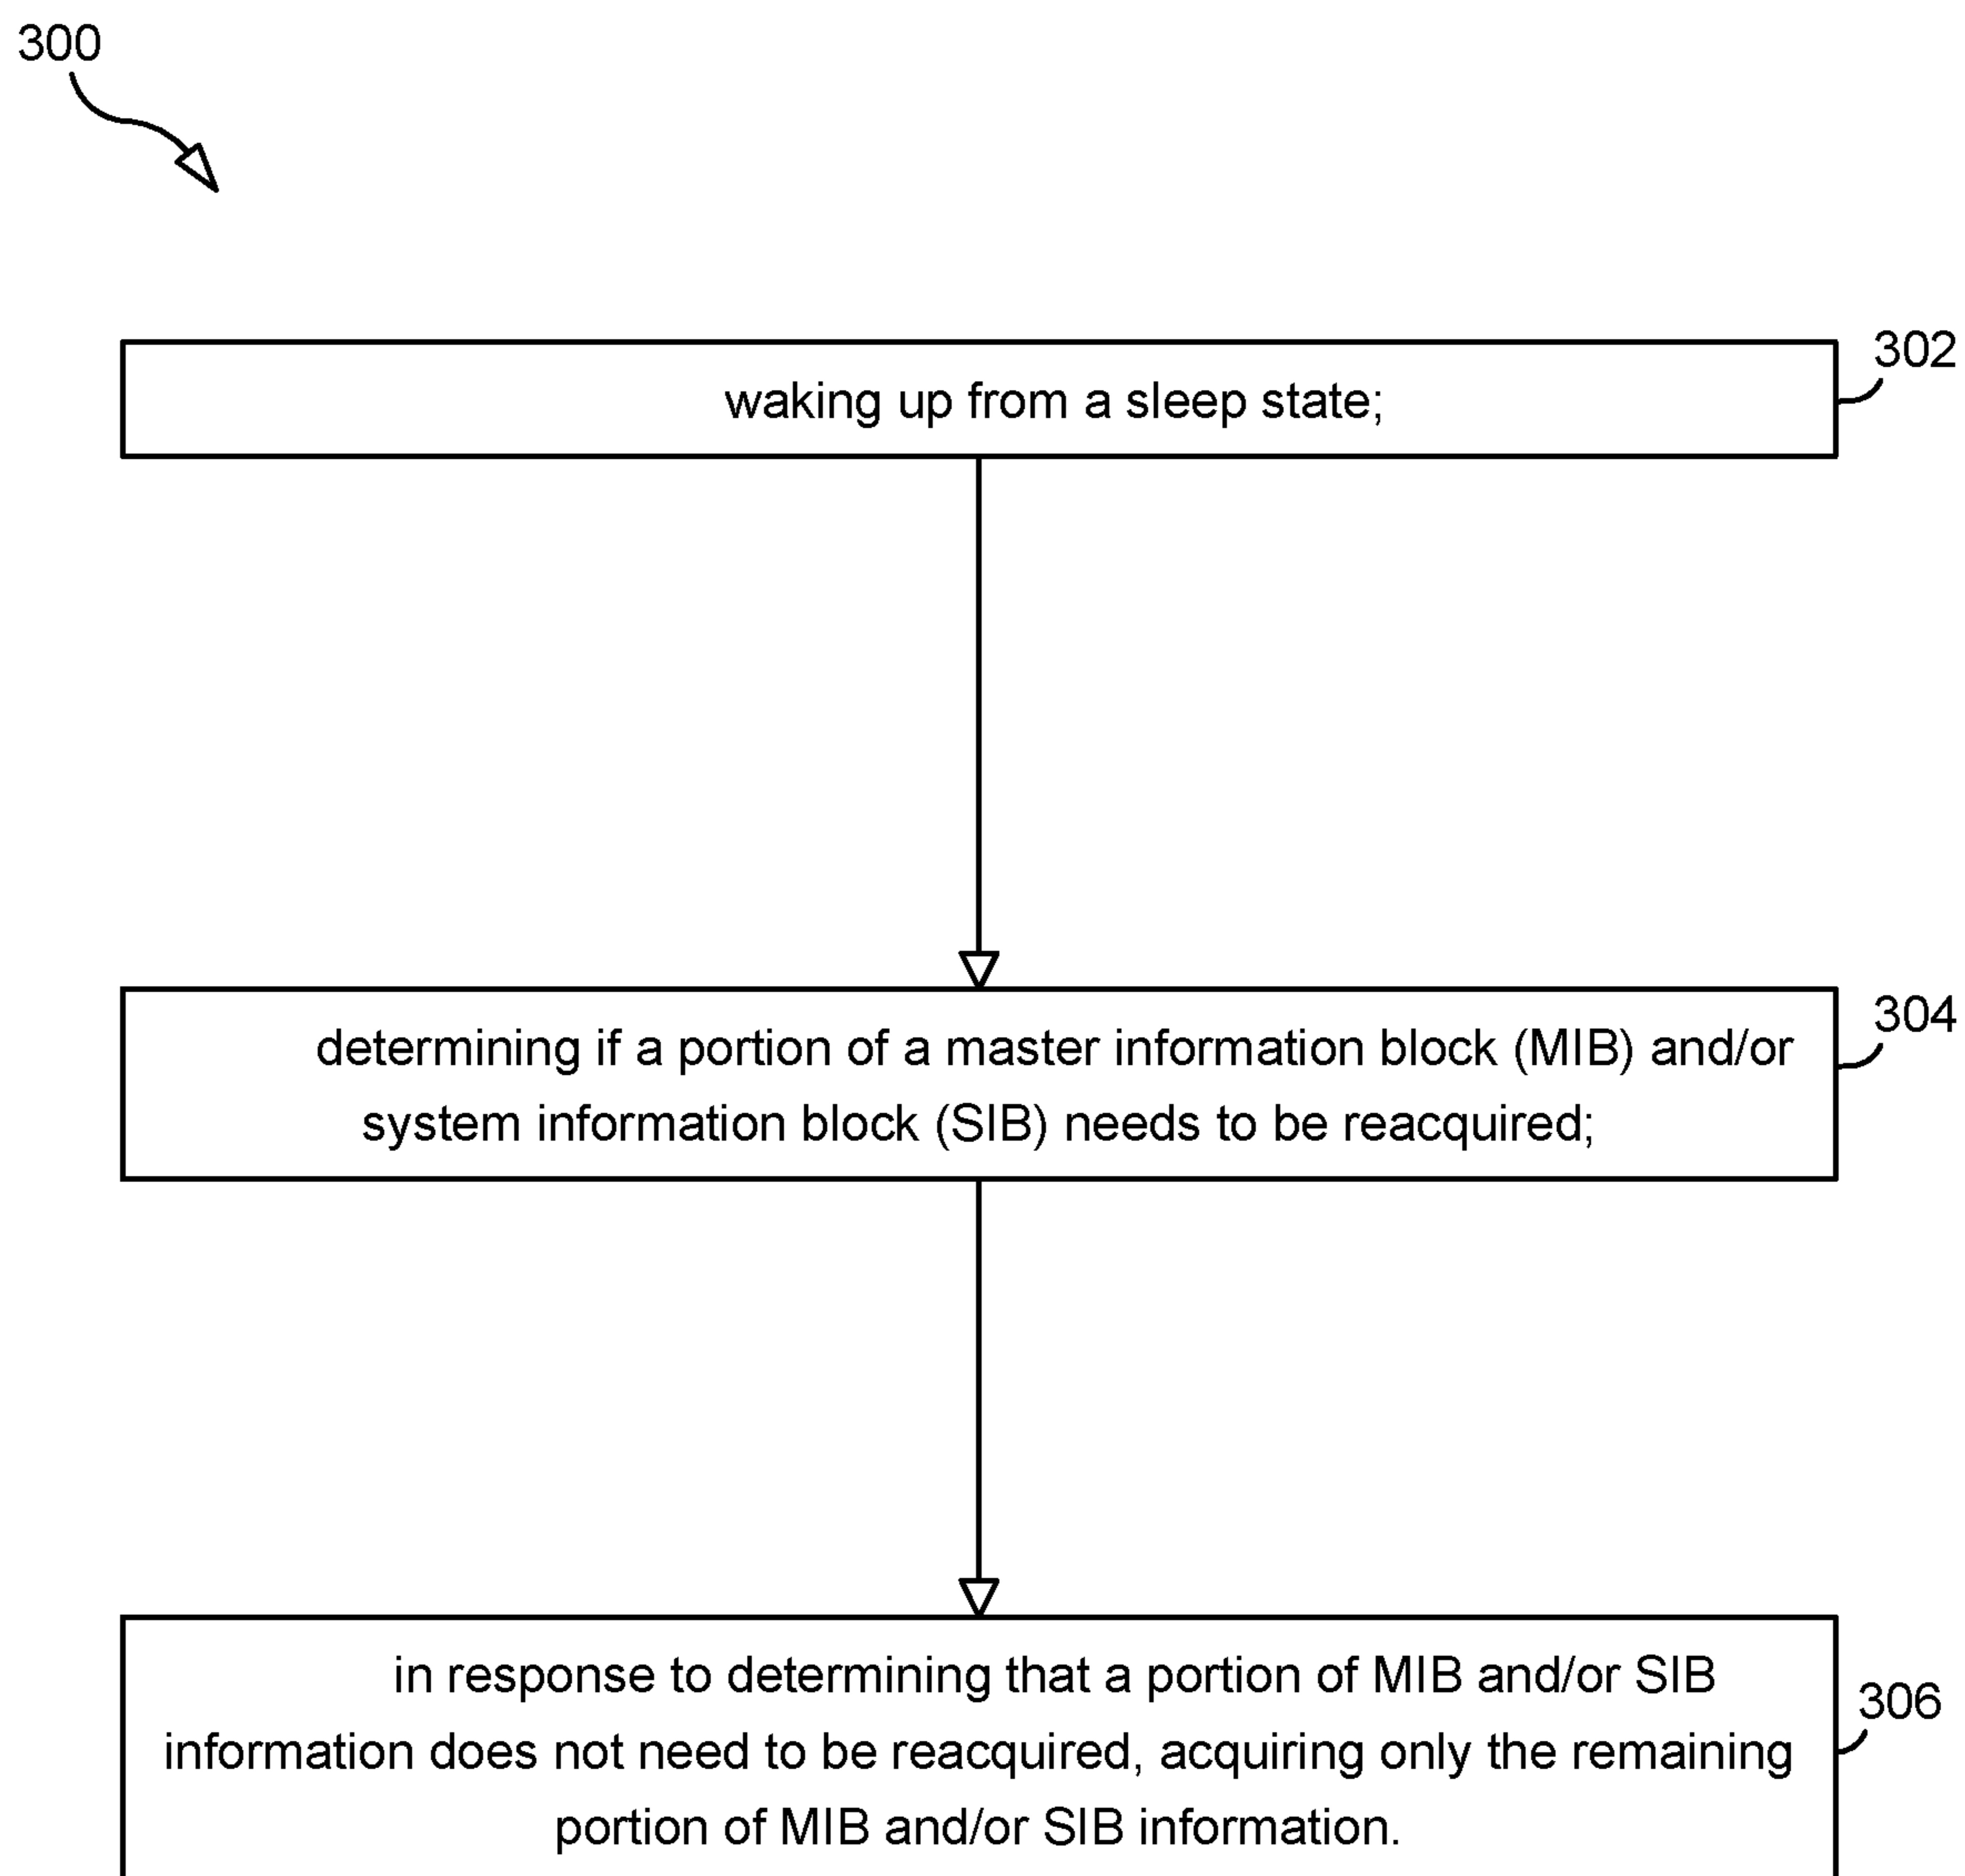 300
302
waking up from a sleep state;
304
determining if a portion of a master information block (MIB) and/or
system information block (SIB) needs to be reacquired;
in response to determining that a portion of MIB and/or SIB
306
information does not need to be reacquired, acquiring only the remaining
portion of MIB and/or SIB information.